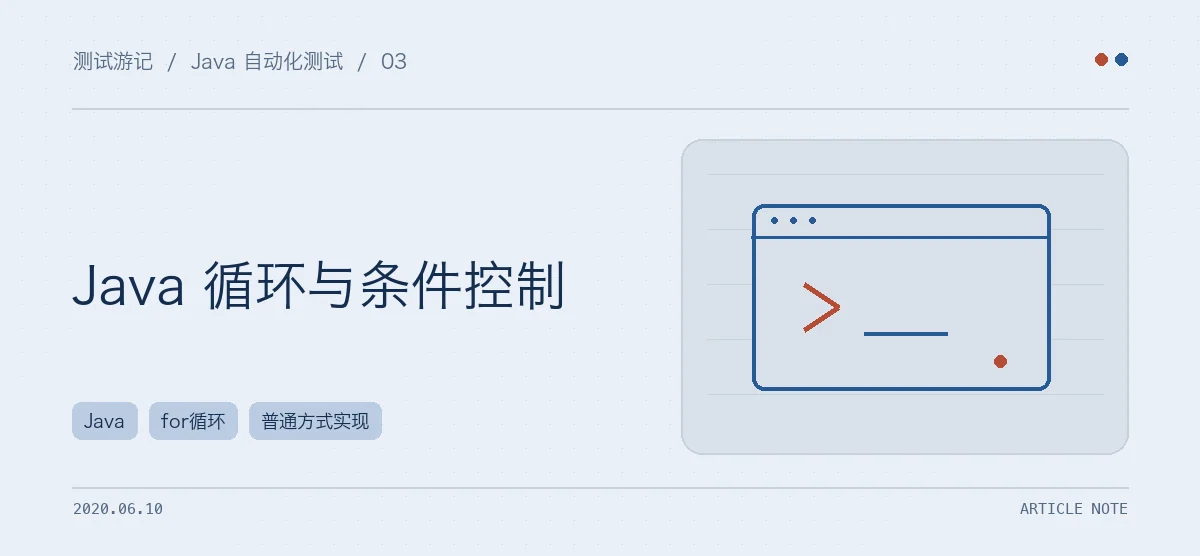 测试游记 / Java 自动化测试 / 03
Java 循环与条件控制
Java
for循环
普通方式实现
2020.06.10
ARTICLE NOTE